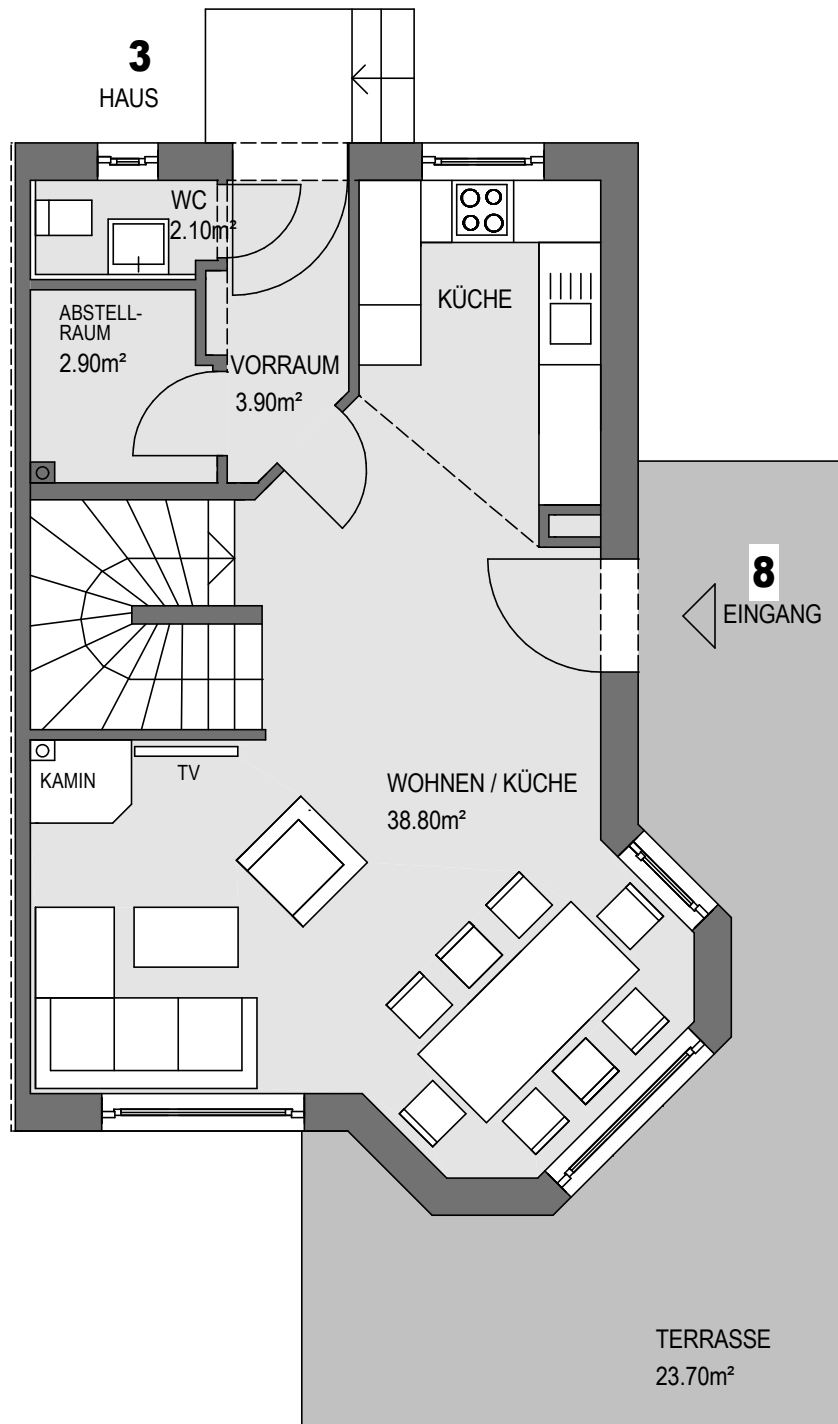 3
HAUS
WC
2.10m²
ABSTELL-
RAUM
2.90m²
VORRAUM
3.90m²
KÜCHE
8
EINGANG
KAMIN
TV
WOHNEN / KÜCHE
38.80m²
TERRASSE
23.70m²